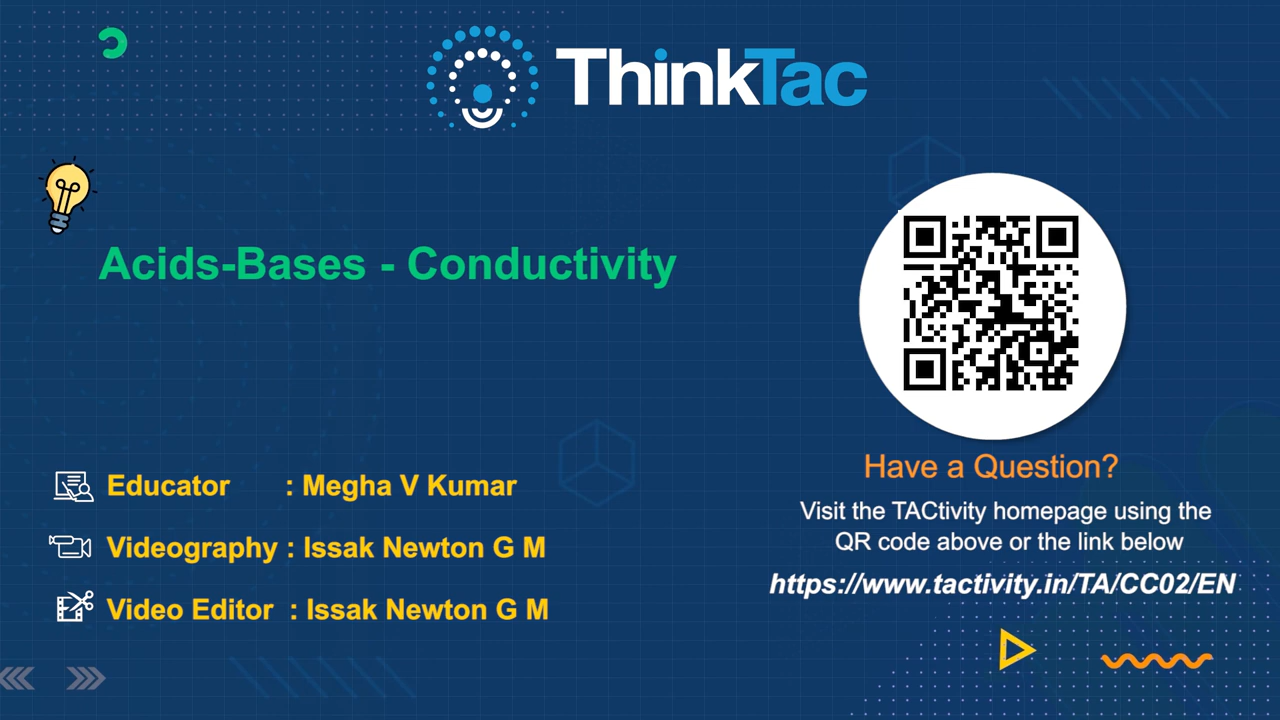 ThinkTac
Acids-Bases - Conductivity
Educator : Megha V Kumar
Videography : Issak Newton G M
Video Editor : Issak Newton G M
Have a Question?
Visit the TACtivity homepage using the
QR code above or the link below
https://www.tactivity.in/TA/CC02/EN